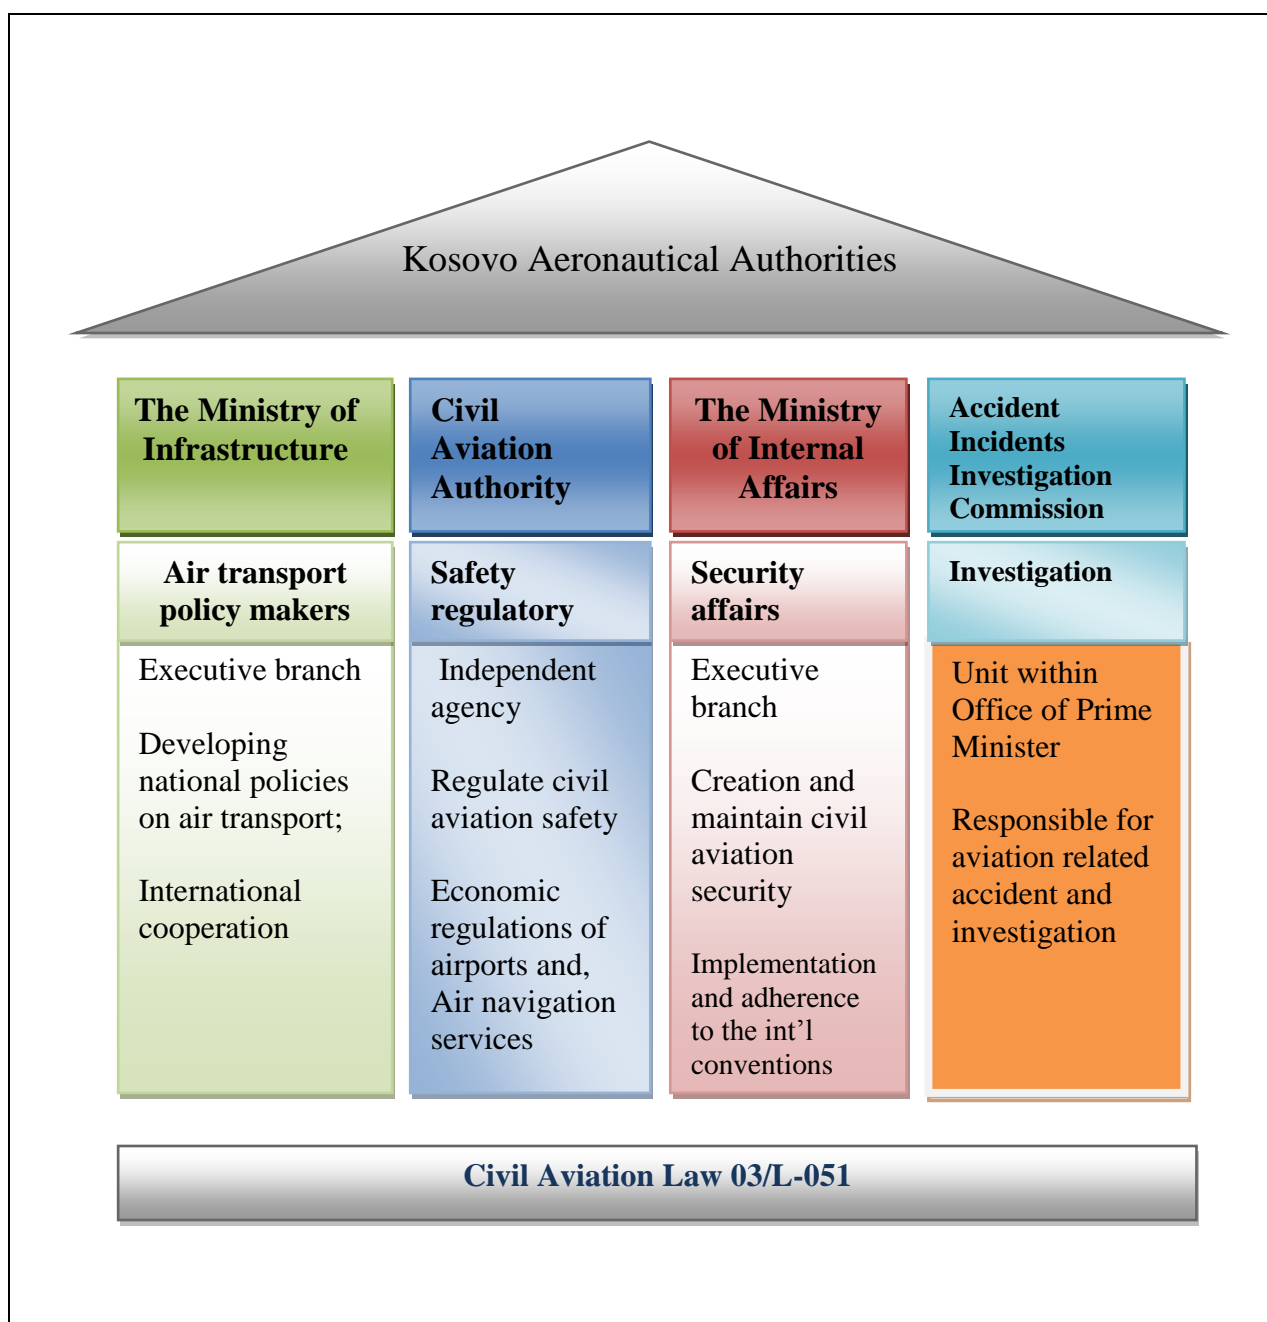 Kosovo Aeronautical Authorities
The Ministry of
Infrastructure
Air transport
policy makers
Executive branch
Developing
national policies
on air transport;
International
cooperation
Civil
Aviation
Authority
Safety
regulatory
Independent
agency
Regulate civil
aviation safety
Economic
regulations of
airports and,
Air navigation
services
The Ministry
of Internal
Affairs
Security
affairs
Executive
branch
Creation and
maintain civil
aviation
security
Implementation
and adherence
to the int’l
conventions
Accident
Incidents
Investigation
Commission
Investigation
Unit within
Office of Prime
Minister
Responsible for
aviation related
accident and
investigation
Civil Aviation Law 03/L-051